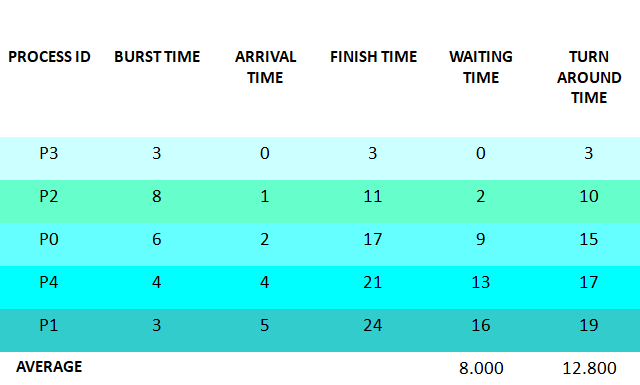 PROCESS ID BURST TIME ARRIVAL TIME FINISH TIME WAITING TIME TURN AROUND TIME
P3 3 0 3 0 3
P2 8 1 11 2 10
P0 6 2 17 9 15
P4 4 4 21 13 17
P1 3 5 24 16 19
AVERAGE 8.000 12.800